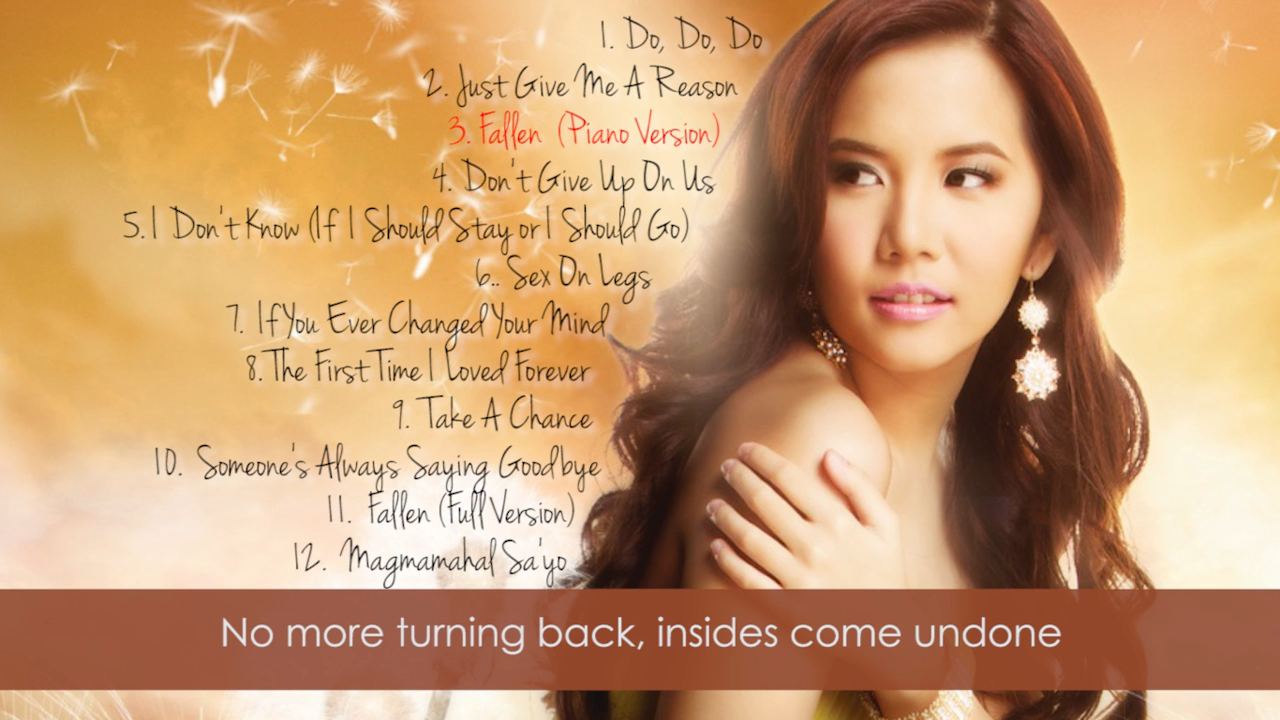 1. Do, Do, Do
2. Just Give Me A Reason
3. Fallen (Piano Version)
4. Don't Give Up On Us
5. I Don't Know (If I Should Stay or I Should Go)
6.. Sex On Legs
7. If You Ever Changed Your Mind
8. The First Time I Loved Forever
9. Take A Chance
10. Someone's Always Saying Goodbye
11. Fallen (Full Version)
12. Magmamahal Sa'yo
No more turning back, insides come undone